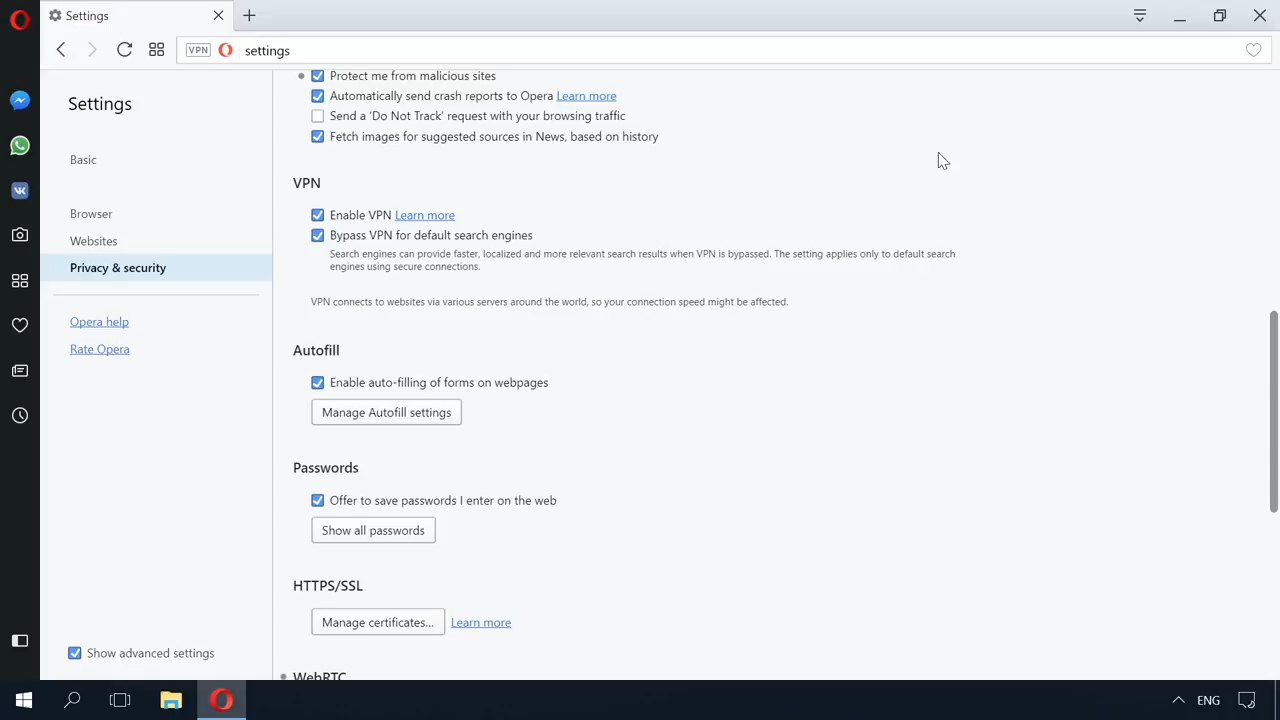 Settings
VPN
settings
Settings
Basic
Browser
Websites
Privacy & security
Opera help
Rate Opera
Show advanced settings
Protect me from malicious sites
Automatically send crash reports to Opera Learn more
Send a 'Do Not Track' request with your browsing traffic
Fetch images for suggested sources in News, based on history
VPN
Enable VPN Learn more
Bypass VPN for default search engines
Search engines can provide faster, localized and more relevant search results when VPN is bypassed. The setting applies only to default search
engines using secure connections.
VPN connects to websites via various servers around the world, so your connection speed might be affected.
Autofill
Enable auto-filling of forms on webpages
Manage Autofill settings
Passwords
Offer to save passwords I enter on the web
Show all passwords
HTTPS/SSL
Manage certificates... Learn more
WebRTC
ENG